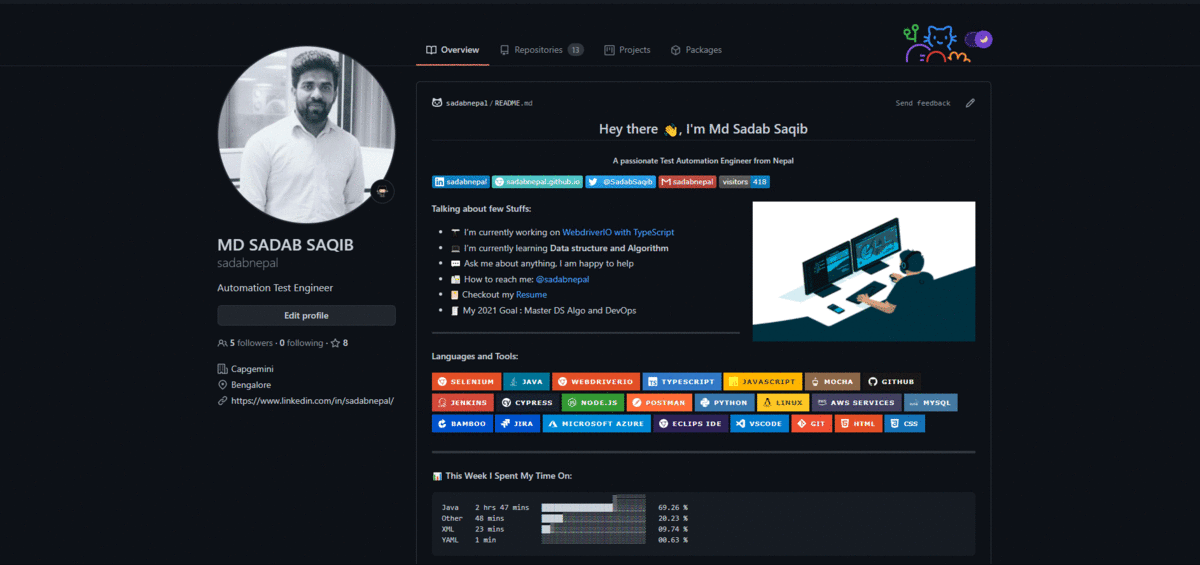 Overview Repositories 13 Projects Packages
sadabnepal / README.md Send feedback
Hey there 👋, I'm Md Sadab Saqib
A passionate Test Automation Engineer from Nepal
sadabnepal sadabnepal.github.io @SadabSaqib sadabnepal visitors 418
Talking about few Stuffs:
I'm currently working on WebdriverIO with TypeScript
I'm currently learning Data structure and Algorithm
Ask me about anything, I am happy to help
How to reach me: @sadabnepal
Checkout my Resume
My 2021 Goal : Master DS Algo and DevOps
MD SADAB SAQIB
sadabnepal
Automation Test Engineer
Edit profile
5 followers · 0 following · 8
Capgemini
Bengalore
https://www.linkedin.com/in/sadabnepal/
Languages and Tools:
SELENIUM JAVA WEBDRIVERIO TYPESCRIPT JAVASCRIPT MOCHA GITHUB
JENKINS CYPRESS NODE.JS POSTMAN PYTHON LINUX AWS SERVICES MYSQL
BAMBOO JIRA MICROSOFT AZURE ECLIPS IDE VSCODE GIT HTML CSS
This Week I Spent My Time On:
Java 2 hrs 47 mins 69.26 %
Other 48 mins 20.23 %
XML 23 mins 09.74 %
YAML 1 min 00.63 %